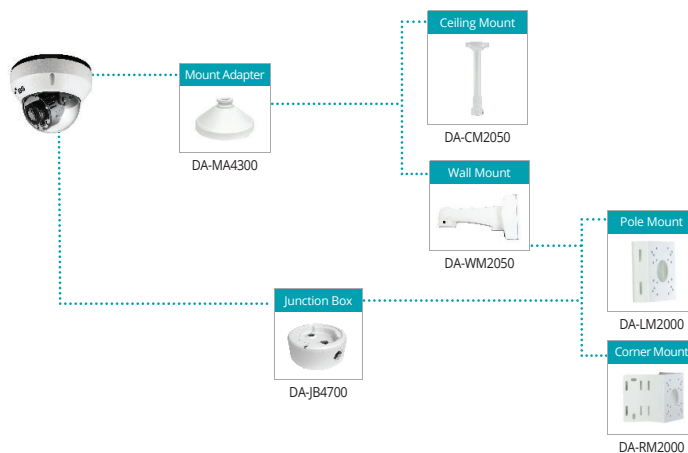 Ceiling Mount
DA-CM2050
Mount Adapter
DA-MA4300
Wall Mount
DA-WM2050
Pole Mount
DA-LM2000
Junction Box
DA-JB4700
Corner Mount
DA-RM2000